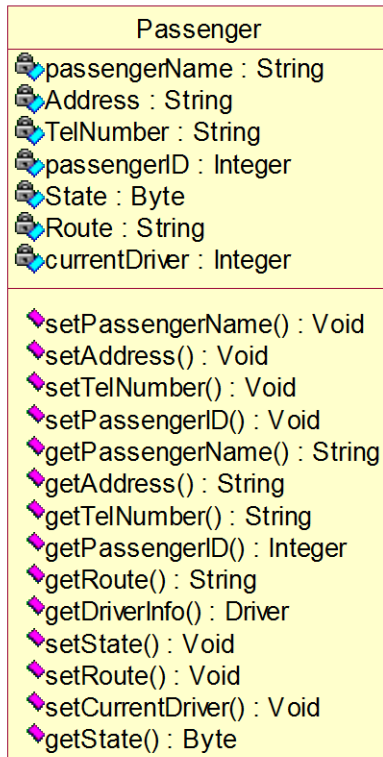 Passenger
passengerName : String
Address : String
TelNumber : String
passengerID : Integer
State : Byte
Route : String
currentDriver : Integer
setPassengerName() : Void
setAddress() : Void
setTelNumber() : Void
setPassengerID() : Void
getPassengerName() : String
getAddress() : String
getTelNumber() : String
getPassengerID() : Integer
getRoute() : String
getDriverInfo() : Driver
setState() : Void
setRoute() : Void
setCurrentDriver() : Void
getState() : Byte